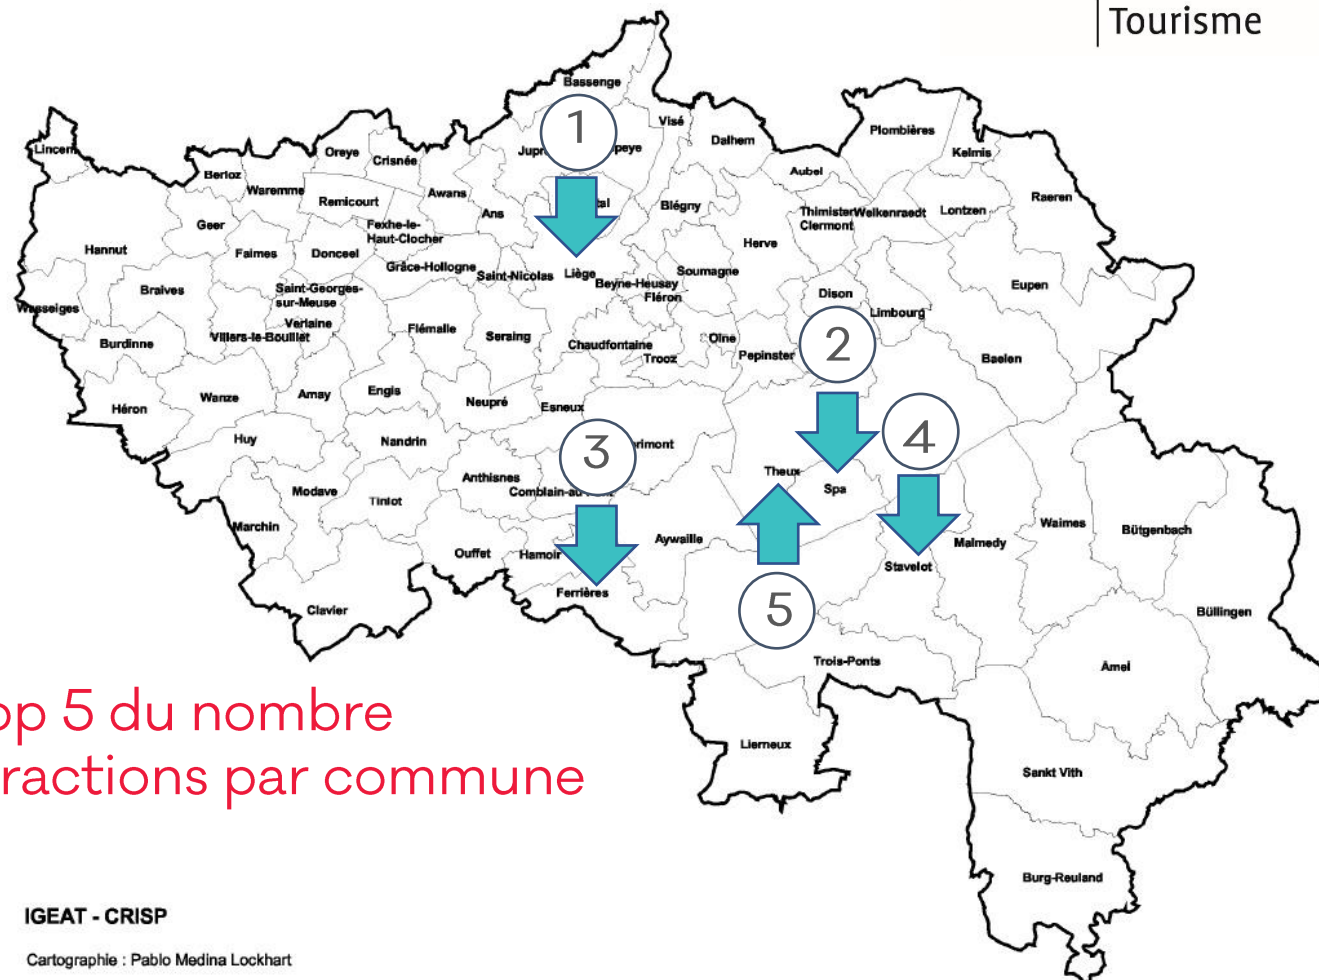 Tourisme
Bassenge
1
Visé
Dalhem
Plombières
Kelmis
Lincen
Oreye
Crisnée
Aubel
Berloz
Waremme
Remicourt
Awans
Ans
Blégny
Thimister
Clermont
Welkenraedt
Lontzen
Raeren
Geer
Fexhe-le-
Haut-Clocher
Hannut
Faimes
Donceel
Grâce-Hollogne
Saint-Nicolas
Liège
Herve
Soumagne
Beyne-Heusay
Fléron
Eupen
Braives
Saint-Georges-
sur-Meuse
Dison
Limbourg
Wasseiges
Verlaine
Villers-le-Bouillet
Flémalle
Seraing
Chaudfontaine
Trooz
Olne
Pepinster
2
Baelen
Burdinne
Héron
Wanze
Amay
Engis
Neupré
Esneux
Huy
Nandrin
3
rimont
4
Modave
Tinlot
Anthisnes
Comblain-au
Theux
Spa
Marchin
Ouffet
Hamoir
Aywaille
Stavelot
Malmedy
Waimes
Bütgenbach
Ferrières
5
Clavier
Büllingen
Trois-Ponts
Amel
op 5 du nombre
ractions par commune
Lierneux
Sankt Vith
Burg-Reuland
IGEAT - CRISP
Cartographie : Pablo Medina Lockhart